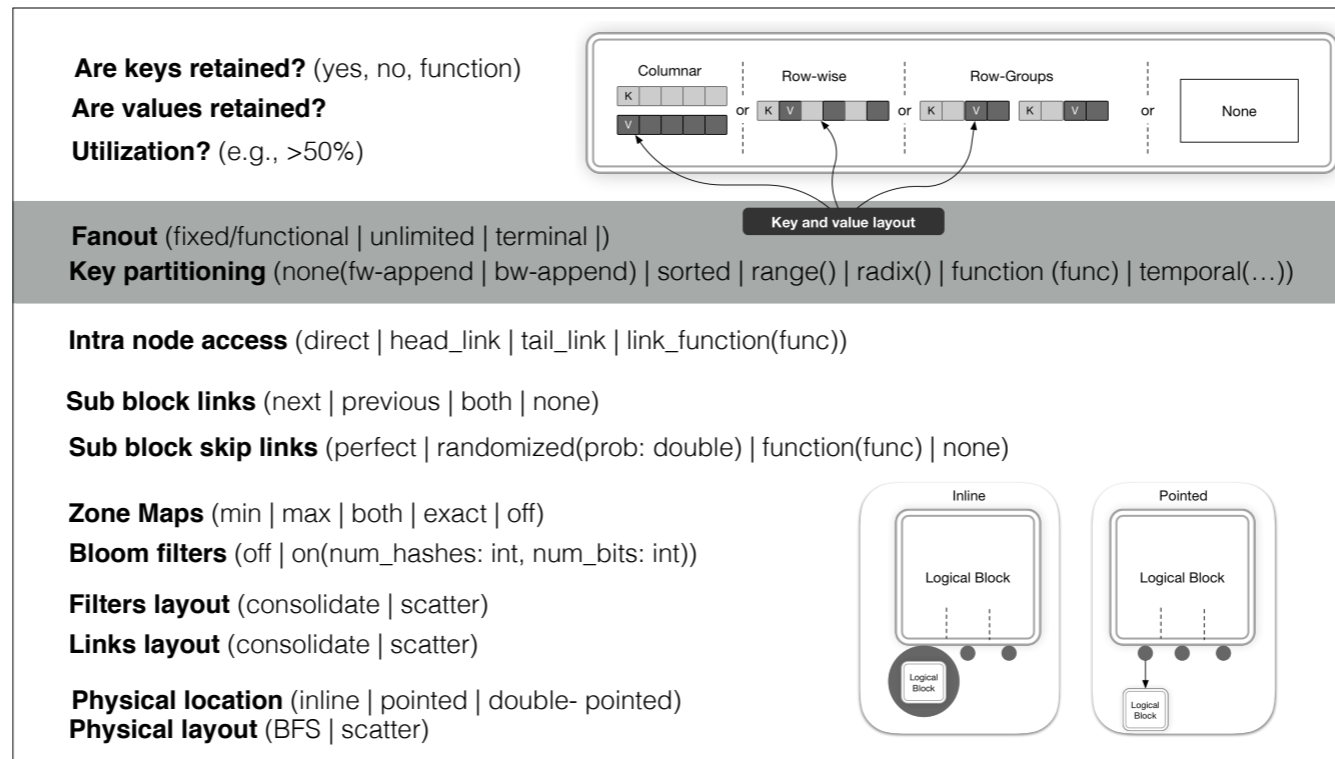 Are keys retained? (yes, no, function)
Are values retained?
Utilization? (e.g., >50%)
Columnar
K
V
or
Row-wise
K V
or
Row-Groups
K V K V
or
None
Key and value layout
Fanout (fixed/functional | unlimited | terminal |)
Key partitioning (none(fw-append | bw-append) | sorted | range() | radix() | function (func) | temporal(…))
Intra node access (direct | head_link | tail_link | link_function(func))
Sub block links (next | previous | both | none)
Sub block skip links (perfect | randomized(prob: double) | function(func) | none)
Zone Maps (min | max | both | exact | off)
Bloom filters (off | on(num_hashes: int, num_bits: int))
Filters layout (consolidate | scatter)
Links layout (consolidate | scatter)
Physical location (inline | pointed | double- pointed)
Physical layout (BFS | scatter)
Inline
Logical Block
Logical
Block
Pointed
Logical Block
Logical
Block